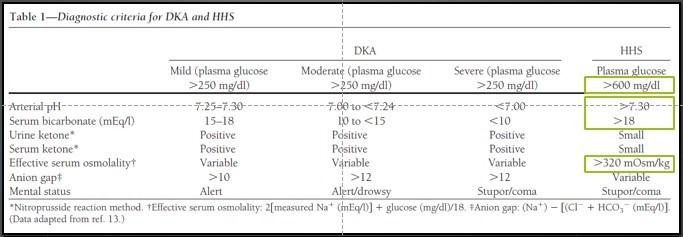 Table 1—Diagnostic criteria for DKA and HHS
DKA HHS
Mild (plasma glucose Moderate (plasma glucose Severe (plasma glucose Plasma glucose
>250 mg/dl) >250 mg/dl) >250 mg/dl) >600 mg/dl
Arterial pH 7.25–7.30 7.00 to <7.24 <7.00 >7.30
Serum bicarbonate (mEq/l) 15–18 10 to <15 <10 >18
Urine ketone* Positive Positive Positive Small
Serum ketone* Positive Positive Positive Small
Effective serum osmolality† Variable Variable Variable >320 mOsm/kg
Anion gap‡ >10 >12 >12 Variable
Mental status Alert Alert/drowsy Stupor/coma Stupor/coma
*Nitroprusside reaction method. †Effective serum osmolality: 2[measured Na⁺ (mEq/l)] + glucose (mg/dl)/18. ‡Anion gap: (Na⁺) − [(Cl⁻ + HCO₃⁻ (mEq/l)].
(Data adapted from ref. 13.)